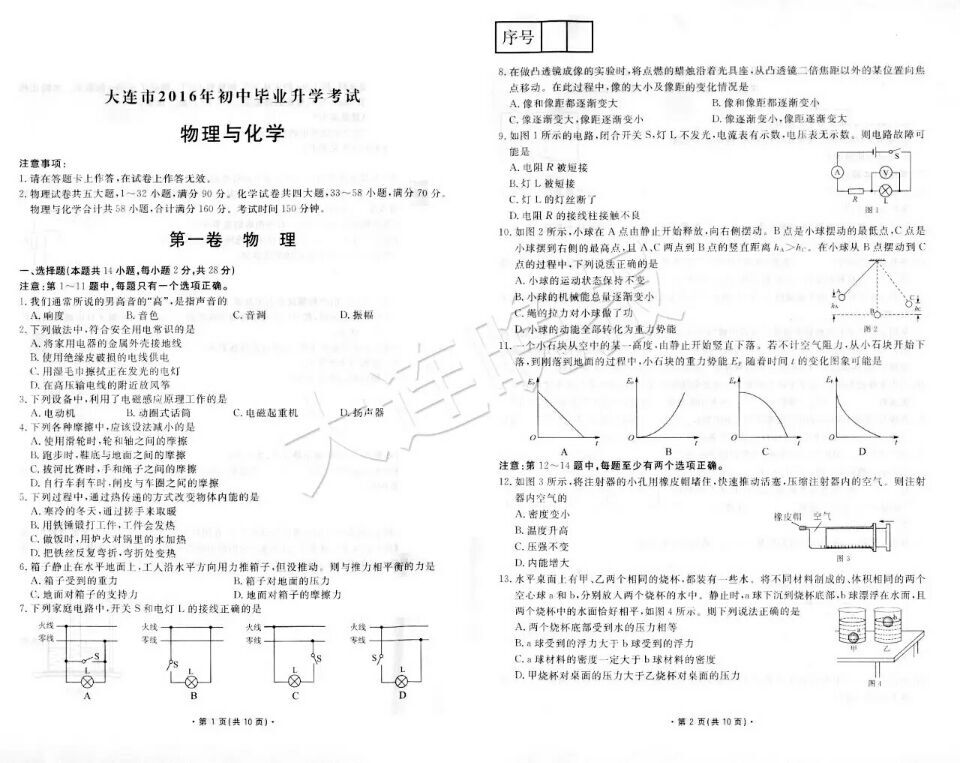 大连市2016年初中毕业升学考试
物理与化学
注意事项：
1.请在答题卡上作答，在试卷上作答无效。
2.物理试卷共五大题，1～32小题，满分90分。化学试卷共四大题，33～58小题，满分70分。
物理与化学合计共58小题，合计满分160分。考试时间150分钟。
第一卷 物 理
一、选择题(本题共14小题，每小题2分，共28分)
注意：第1～11题中，每题只有一个选项正确。
1.我们通常所说的男高音的“高”，是指声音的
A.响度 B.音色 C.音调 D.振幅
2.下列做法中，符合安全用电常识的是
A.将家用电器的金属外壳接地线
B.使用绝缘皮破损的电线供电
C.用湿毛巾擦拭正在发光的电灯
D.在高压输电线的附近放风筝
3.下列设备中，利用了电磁感应原理工作的是
A.电动机 B.动圈式话筒 C.电磁起重机 D.扬声器
4.下列各种摩擦中，应该设法减小的是
A.使用滑轮时，轮和轴之间的摩擦
B.跑步时，鞋底与地面之间的摩擦
C.拔河比赛时，手和绳子之间的摩擦
D.自行车刹车时，闸皮与车圈之间的摩擦
5.下列过程中，通过热传递的方式改变物体内能的是
A.寒冷的冬天，通过搓手来取暖
B.用铁锤锻打工件，工件会发热
C.做饭时，用炉火对锅里的水加热
D.把铁丝反复弯折，弯折处变热
6.箱子静止在水平地面上，工人沿水平方向用力推箱子，但没推动。则与推力相平衡的力是
A.箱子受到的重力 B.箱子对地面的压力
C.地面对箱子的支持力 D.地面对箱子的摩擦力
7.下列家庭电路中，开关S和电灯L的接线正确的是
火线 火线 火线 火线
零线 零线 零线 零线
S S S S
L L L L
A B C D
·第1页(共10页)·
序号
8.在做凸透镜成像的实验时，将点燃的蜡烛沿着光具座，从凸透镜二倍焦距以外的某位置向焦
点移动。在此过程中，像的大小及像距的变化情况是
A.像和像距都逐渐变大 B.像和像距都逐渐变小
C.像逐渐变大，像距逐渐变小 D.像逐渐变小，像距逐渐变大
9.如图1所示的电路，闭合开关S，灯L不发光，电流表有示数，电压表无示数。则电路故障可
能是
A.电阻R被短接
B.灯L被短接
C.灯L的灯丝断了
D.电阻R的接线柱接触不良
S
A V
R L
图1
10.如图2所示，小球在A点由静止开始释放，向右侧摆动。B点是小球摆动的最低点，C点是
小球摆到右侧的最高点，且A、C两点到B点的竖直距离hA>hC。在小球从B点摆动到C
点的过程中，下列说法正确的是
A.小球的运动状态保持不变
B.小球的机械能总量逐渐变小
C.绳的拉力对小球做了功
D.小球的动能全部转化为重力势能
A C
hA hC
B
图2
11.一个小石块从空中的某一高度，由静止开始竖直下落。若不计空气阻力，从小石块开始下
落，到刚落到地面的过程中，小石块的重力势能Ep随着时间t的变化图象可能是
Ep Ep Ep Ep
O t O t O t O t
A B C D
注意：第12～14题中，每题至少有两个选项正确。
12.如图3所示，将注射器的小孔用橡皮帽堵住，快速推动活塞，压缩注射器内的空气。则注射
器内空气的
A.密度变小
B.温度升高
C.压强不变
D.内能增大
橡皮帽 空气
图3
13.水平桌面上有甲、乙两个相同的烧杯，都装有一些水。将不同材料制成的、体积相同的两个
空心球a和b，分别放入两个烧杯的水中。静止时，a球下沉到烧杯底部，b球漂浮在水面，且
两个烧杯中的水面恰好相平，如图4所示。则下列说法正确的是
A.两个烧杯底部受到水的压力相等
B.a球受到的浮力大于b球受到的浮力
C.a球材料的密度一定大于b球材料的密度
D.甲烧杯对桌面的压力大于乙烧杯对桌面的压力
a b
甲 乙
图4
·第2页(共10页)·
大连晚报